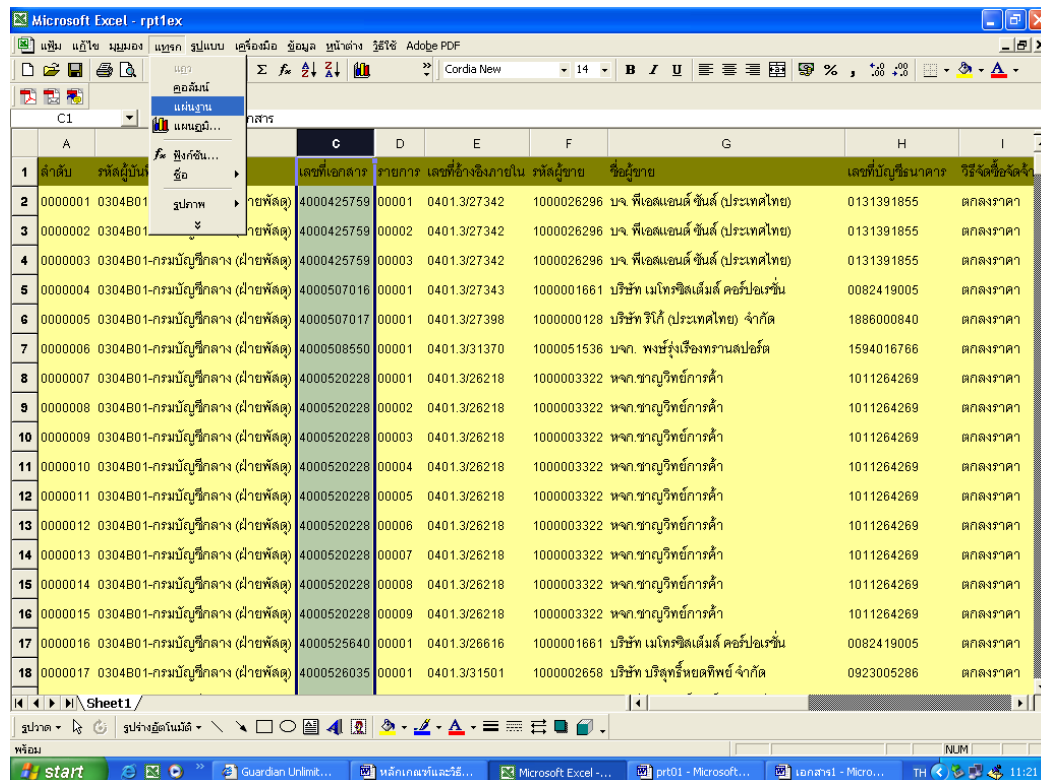 Microsoft Excel - rpt1ex
แฟ้ม แก้ไข มุมมอง แทรก รูปแบบ เครื่องมือ ข้อมูล หน้าต่าง วิธีใช้ Adobe PDF
Cordia New 14 B I U % ,
แถว
คอลัมน์
แผ่นงาน
แผนภูมิ...
ฟังก์ชัน...
ชื่อ
รูปภาพ
C1
A C D E F G H I
1 ลำดับ เลขที่เอกสาร รายการ เลขที่อ้างอิงภายใน รหัสผู้ขาย ชื่อผู้ขาย เลขที่บัญชีธนาคาร วิธีจัดซื้อจัดจ้า
2 0000001 0304B01 ายพัสดุ) 4000425759 00001 0401.3/27342 1000026296 บจ. พีเอสแอนด์ ซันส์ (ประเทศไทย) 0131391855 ตกลงราคา
3 0000002 0304B01-กรมบัญชีกลาง (ฝ่ายพัสดุ) 4000425759 00002 0401.3/27342 1000026296 บจ. พีเอสแอนด์ ซันส์ (ประเทศไทย) 0131391855 ตกลงราคา
4 0000003 0304B01-กรมบัญชีกลาง (ฝ่ายพัสดุ) 4000425759 00003 0401.3/27342 1000026296 บจ. พีเอสแอนด์ ซันส์ (ประเทศไทย) 0131391855 ตกลงราคา
5 0000004 0304B01-กรมบัญชีกลาง (ฝ่ายพัสดุ) 4000507016 00001 0401.3/27343 1000001661 บริษัท เมโทรซิสเต็มส์ คอร์ปอเรชั่น 0082419005 ตกลงราคา
6 0000005 0304B01-กรมบัญชีกลาง (ฝ่ายพัสดุ) 4000507017 00001 0401.3/27398 1000000128 บริษัท ริโก้ (ประเทศไทย) จำกัด 1886000840 ตกลงราคา
7 0000006 0304B01-กรมบัญชีกลาง (ฝ่ายพัสดุ) 4000508550 00001 0401.3/31370 1000051536 บจก. พงษ์รุ่งเรืองทรานสปอร์ต 1594016766 ตกลงราคา
8 0000007 0304B01-กรมบัญชีกลาง (ฝ่ายพัสดุ) 4000520228 00001 0401.3/26218 1000003322 หจก.ชาญวิทย์การค้า 1011264269 ตกลงราคา
9 0000008 0304B01-กรมบัญชีกลาง (ฝ่ายพัสดุ) 4000520228 00002 0401.3/26218 1000003322 หจก.ชาญวิทย์การค้า 1011264269 ตกลงราคา
10 0000009 0304B01-กรมบัญชีกลาง (ฝ่ายพัสดุ) 4000520228 00003 0401.3/26218 1000003322 หจก.ชาญวิทย์การค้า 1011264269 ตกลงราคา
11 0000010 0304B01-กรมบัญชีกลาง (ฝ่ายพัสดุ) 4000520228 00004 0401.3/26218 1000003322 หจก.ชาญวิทย์การค้า 1011264269 ตกลงราคา
12 0000011 0304B01-กรมบัญชีกลาง (ฝ่ายพัสดุ) 4000520228 00005 0401.3/26218 1000003322 หจก.ชาญวิทย์การค้า 1011264269 ตกลงราคา
13 0000012 0304B01-กรมบัญชีกลาง (ฝ่ายพัสดุ) 4000520228 00006 0401.3/26218 1000003322 หจก.ชาญวิทย์การค้า 1011264269 ตกลงราคา
14 0000013 0304B01-กรมบัญชีกลาง (ฝ่ายพัสดุ) 4000520228 00007 0401.3/26218 1000003322 หจก.ชาญวิทย์การค้า 1011264269 ตกลงราคา
15 0000014 0304B01-กรมบัญชีกลาง (ฝ่ายพัสดุ) 4000520228 00008 0401.3/26218 1000003322 หจก.ชาญวิทย์การค้า 1011264269 ตกลงราคา
16 0000015 0304B01-กรมบัญชีกลาง (ฝ่ายพัสดุ) 4000520228 00009 0401.3/26218 1000003322 หจก.ชาญวิทย์การค้า 1011264269 ตกลงราคา
17 0000016 0304B01-กรมบัญชีกลาง (ฝ่ายพัสดุ) 4000525640 00001 0401.3/26616 1000001661 บริษัท เมโทรซิสเต็มส์ คอร์ปอเรชั่น 0082419005 ตกลงราคา
18 0000017 0304B01-กรมบัญชีกลาง (ฝ่ายพัสดุ) 4000526035 00001 0401.3/31501 1000002658 บริษัท บริสุทธิ์หยดทิพย์ จำกัด 0923005286 ตกลงราคา
Sheet1
รูปวาด รูปร่างอัตโนมัติ
พร้อม NUM
start Guardian Unlimit... หลักเกณฑ์และวิธี... Microsoft Excel -... prt01 - Microsoft... เอกสาร1 - Micro... TH 11:21